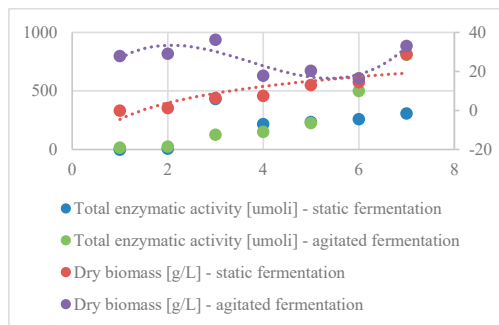 1000
500
0
40
20
0
-20
0 2 4 6 8
Total enzymatic activity [umoli] - static fermentation
Total enzymatic activity [umoli] - agitated fermentation
Dry biomass [g/L] - static fermentation
Dry biomass [g/L] - agitated fermentation